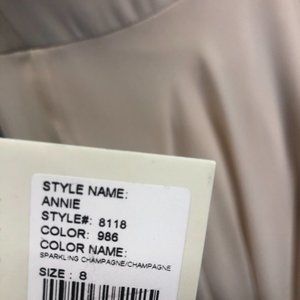 STYLE NAME:
ANNIE
STYLE#: 8118
COLOR: 986
COLOR NAME:
SPARKLING CHAMPAGNE/CHAMPAGNE
SIZE : 8